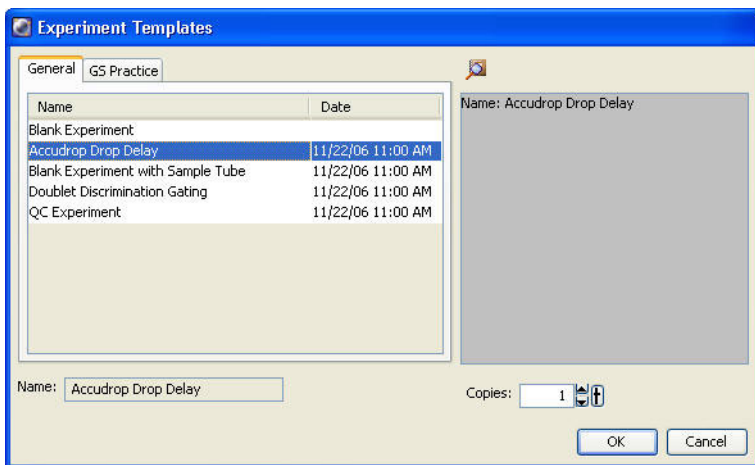 Experiment Templates
General GS Practice
Name Date
Blank Experiment
Accudrop Drop Delay 11/22/06 11:00 AM
Blank Experiment with Sample Tube 11/22/06 11:00 AM
Doublet Discrimination Gating 11/22/06 11:00 AM
QC Experiment 11/22/06 11:00 AM
Name: Accudrop Drop Delay
Name: Accudrop Drop Delay
Copies: 1
OK Cancel